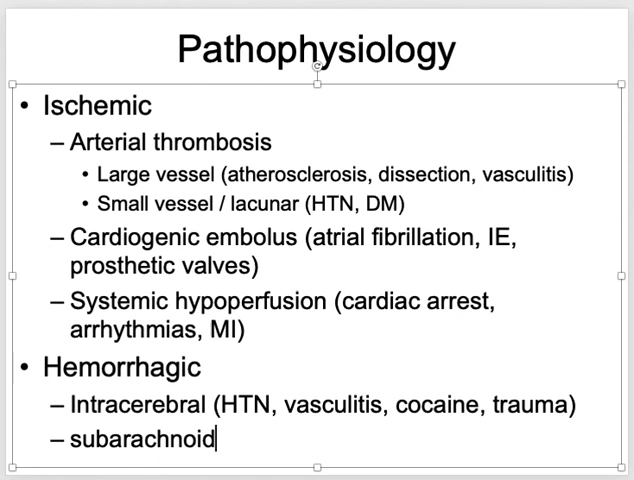 Pathophysiology
• Ischemic
– Arterial thrombosis
• Large vessel (atherosclerosis, dissection, vasculitis)
• Small vessel / lacunar (HTN, DM)
– Cardiogenic embolus (atrial fibrillation, IE,
prosthetic valves)
– Systemic hypoperfusion (cardiac arrest,
arrhythmias, MI)
• Hemorrhagic
– Intracerebral (HTN, vasculitis, cocaine, trauma)
– subarachnoid